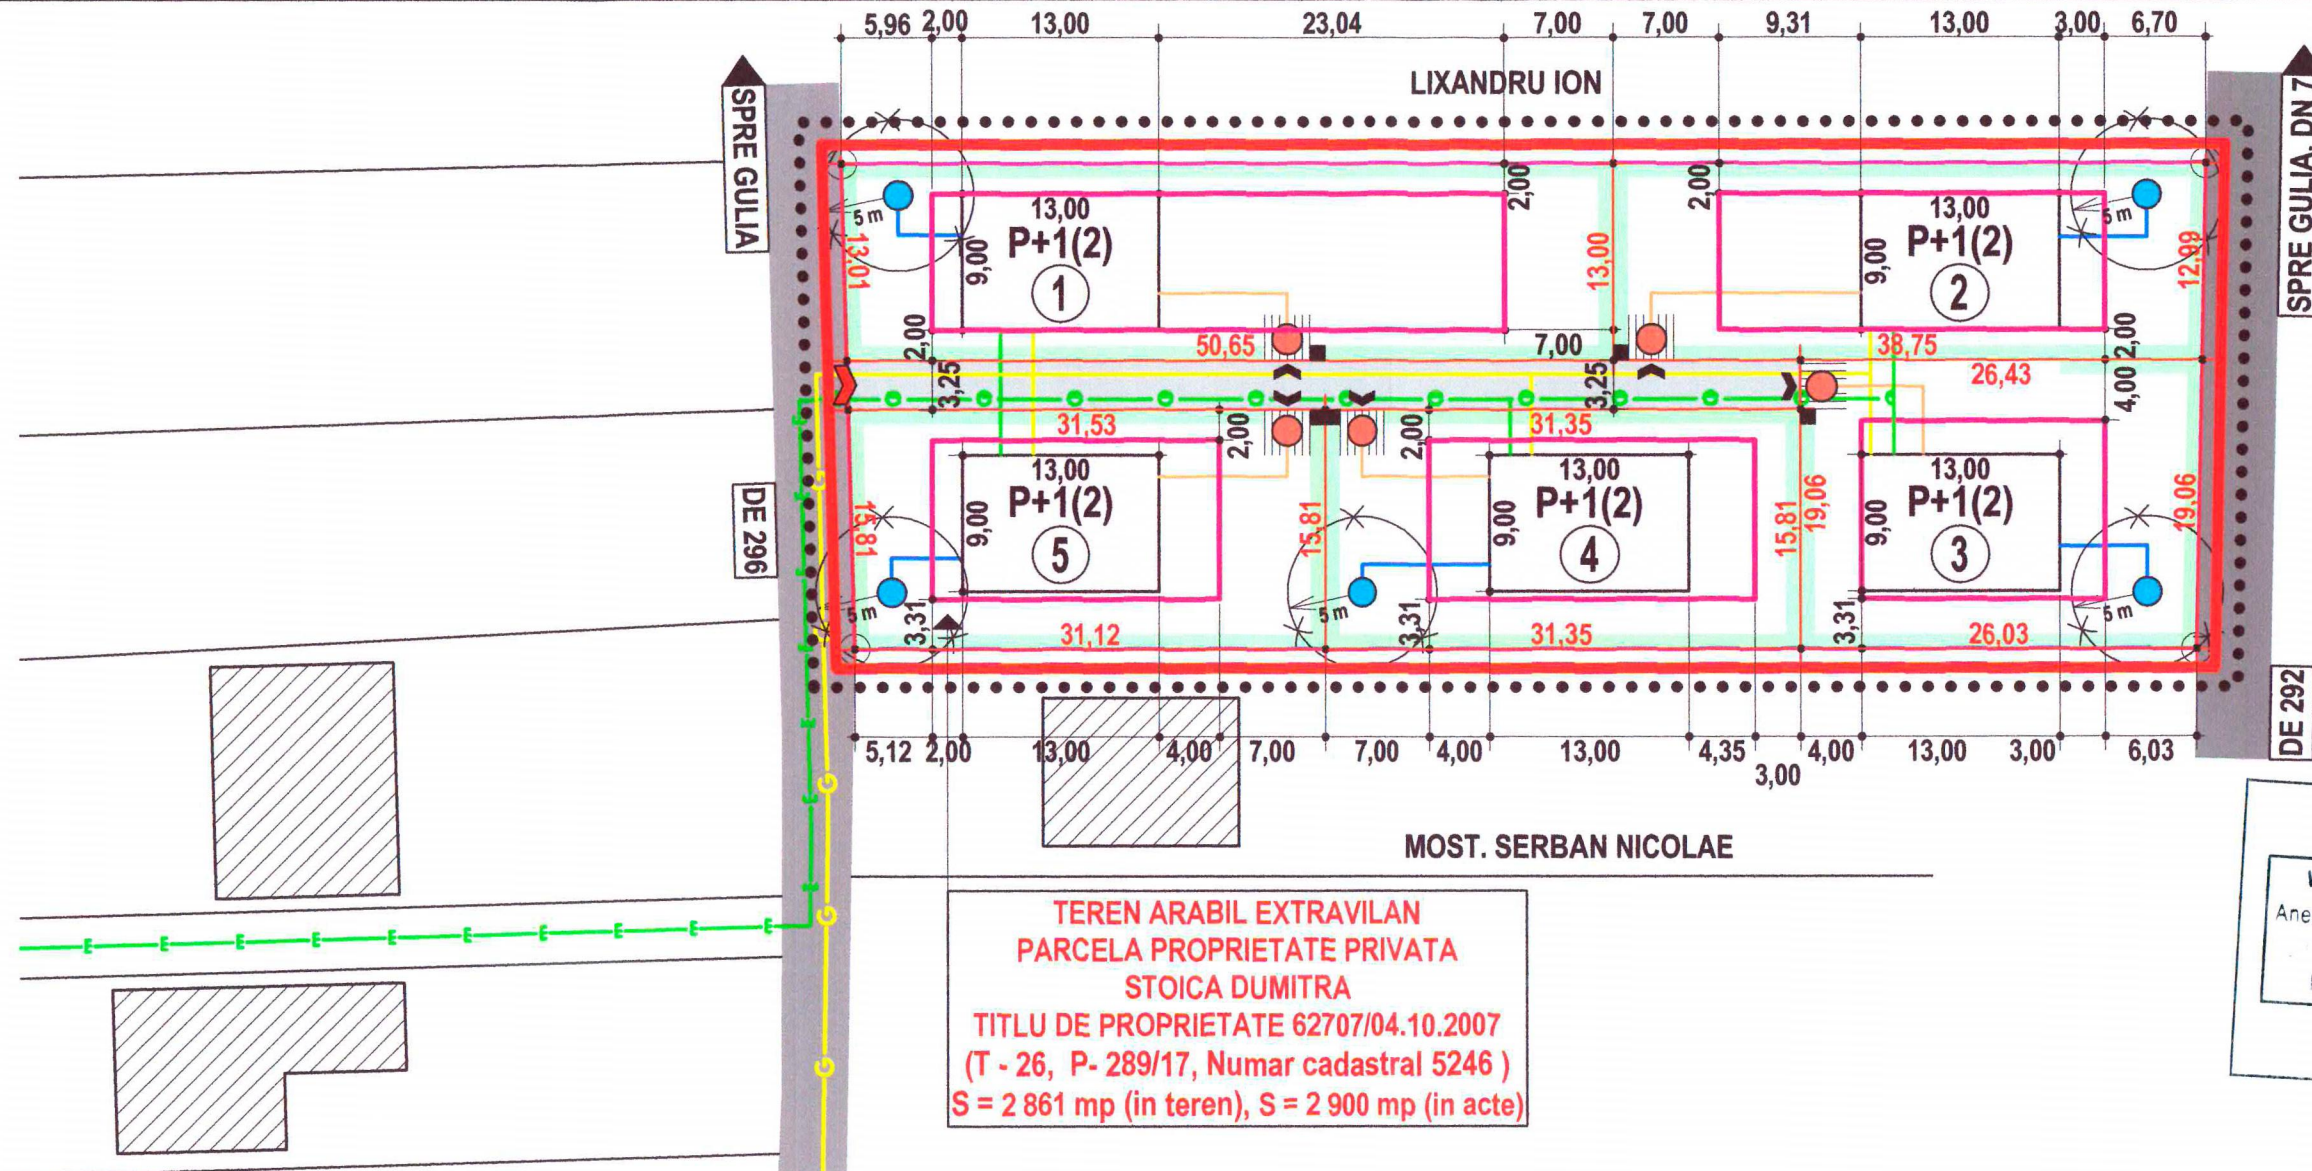 5,96 2,00 13,00 23,04 7,00 7,00 9,31 13,00 3,00 6,70
LIXANDRU ION
SPRE GULIA
SPRE GULIA, DN 7
2,00 2,00
5 m 13,00 13,00 5 m
P+1(2) P+1(2)
13,01 9,00 13,00 9,00 12,99
1 2
2,00 50,65 7,00 38,75 2,00
3,25 3,25 26,43 4,00
31,53 2,00 2,00 31,35
13,00 13,00 13,00
P+1(2) P+1(2) P+1(2)
15,81 9,00 15,81 9,00 15,81 19,06 9,00 19,06
5 4 3
DE 296
5 m 5 m 5 m
3,31 3,31 3,31
31,12 31,35 26,03
DE 292
5,12 2,00 13,00 4,00 7,00 7,00 4,00 13,00 4,35 4,00 13,00 3,00 6,03
3,00
MOST. SERBAN NICOLAE
TEREN ARABIL EXTRAVILAN
PARCELA PROPRIETATE PRIVATA
STOICA DUMITRA
TITLU DE PROPRIETATE 62707/04.10.2007
(T - 26, P- 289/17, Numar cadastral 5246 )
S = 2 861 mp (in teren), S = 2 900 mp (in acte)
E E E E E E E E E E
G G G G